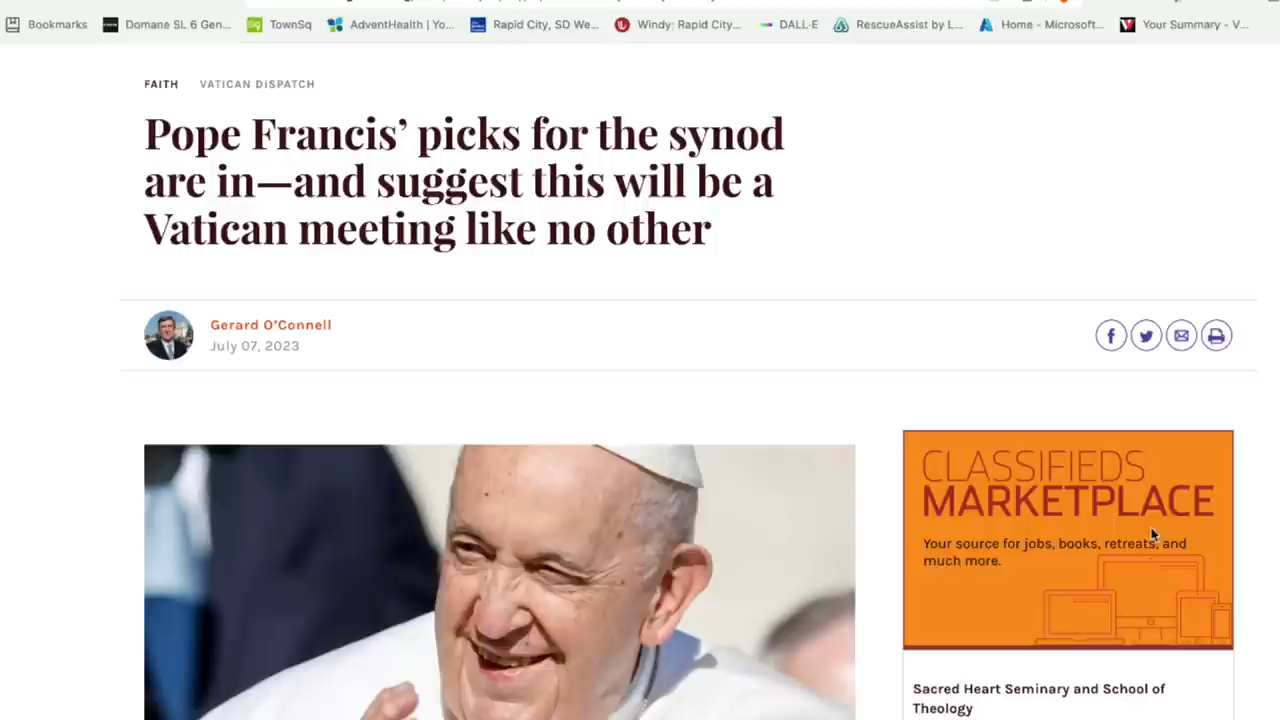 Bookmarks Domane SL 6 Gen... TownSq AdventHealth | Yo... Rapid City, SD We... Windy: Rapid City... DALL·E RescueAssist by L... Home - Microsoft... Your Summary - V...
FAITH VATICAN DISPATCH
Pope Francis’ picks for the synod
are in—and suggest this will be a
Vatican meeting like no other
Gerard O’Connell
July 07, 2023
CLASSIFIEDS
MARKETPLACE
Your source for jobs, books, retreats, and
much more.
Sacred Heart Seminary and School of
Theology